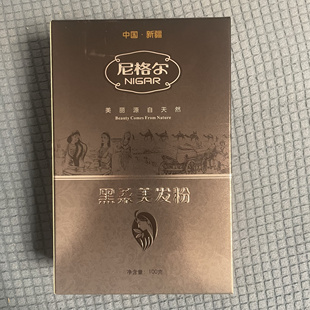 中国·新疆
尼格尔
NIGAR
美丽源自天然
Beauty Comes From Nature
黑茶美发粉
净含量：100克